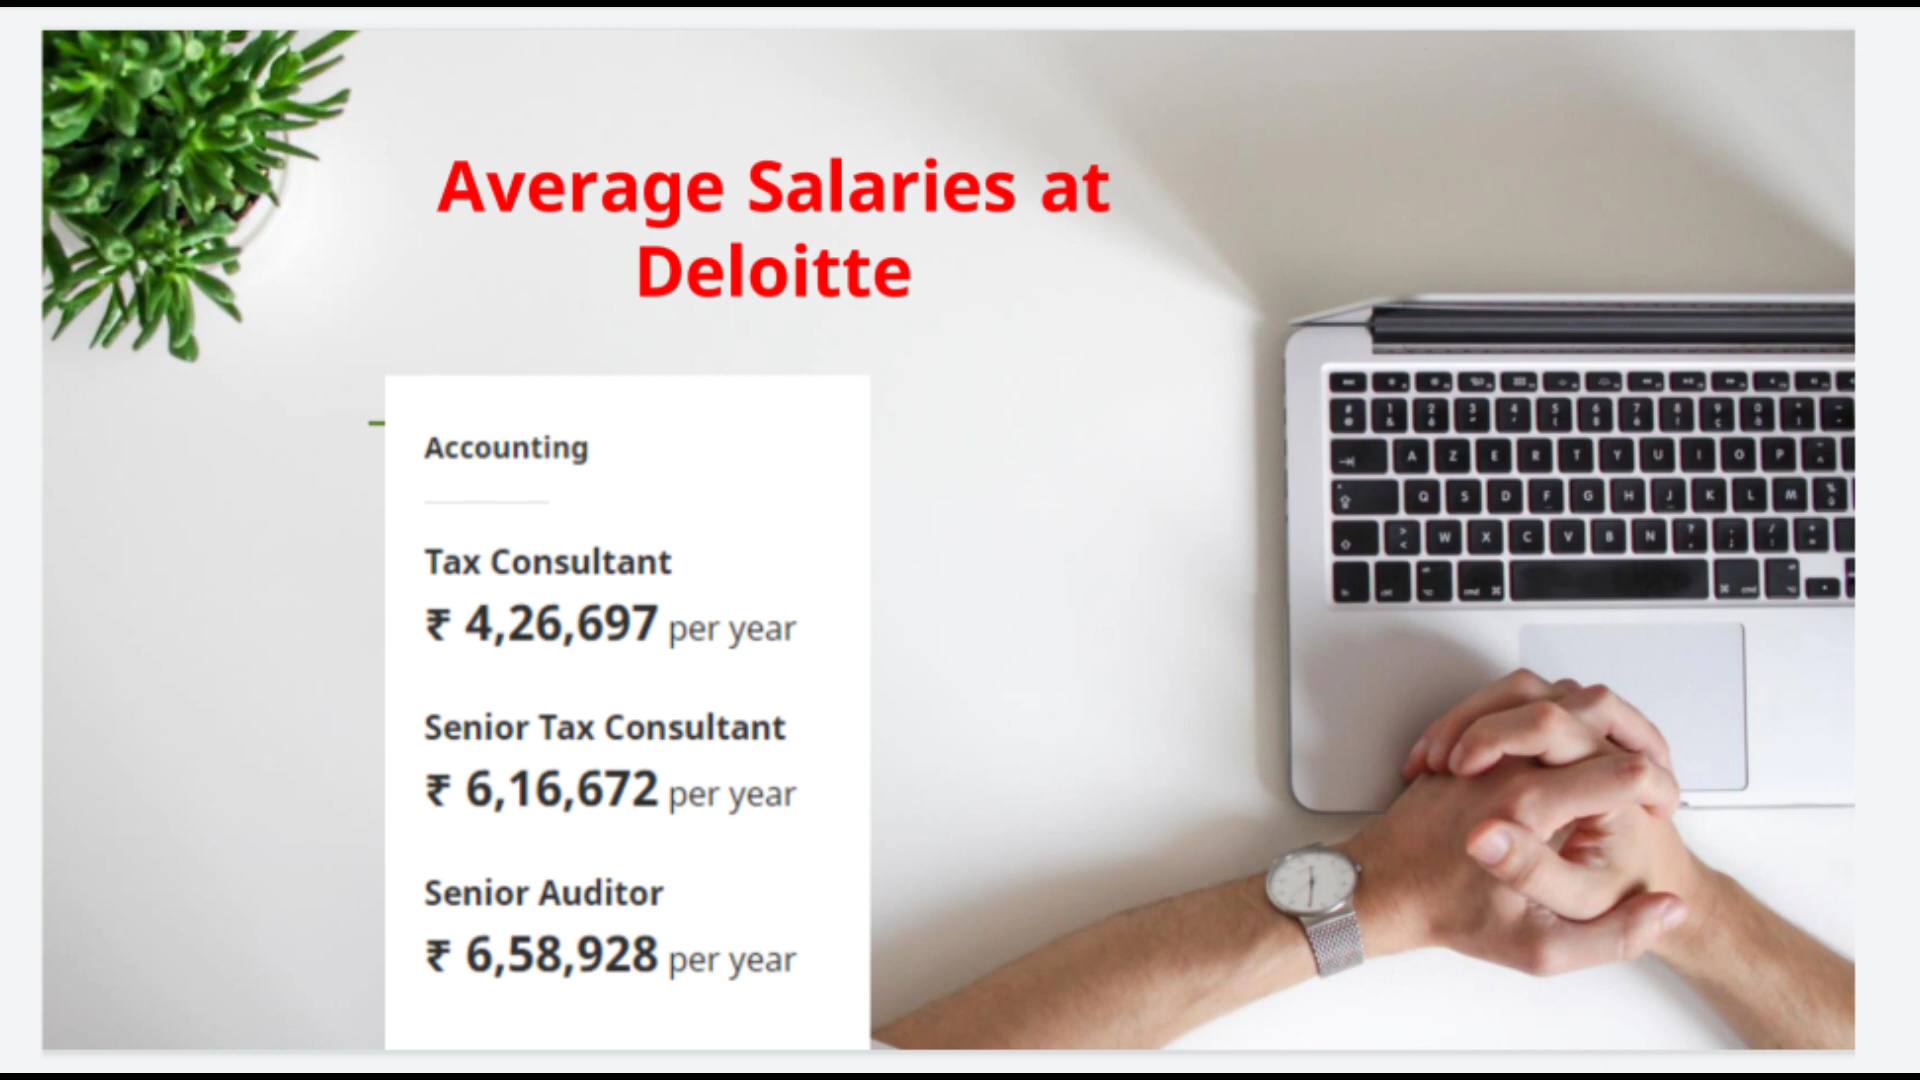 Average Salaries at
Deloitte
Accounting
Tax Consultant
₹ 4,26,697 per year
Senior Tax Consultant
₹ 6,16,672 per year
Senior Auditor
₹ 6,58,928 per year